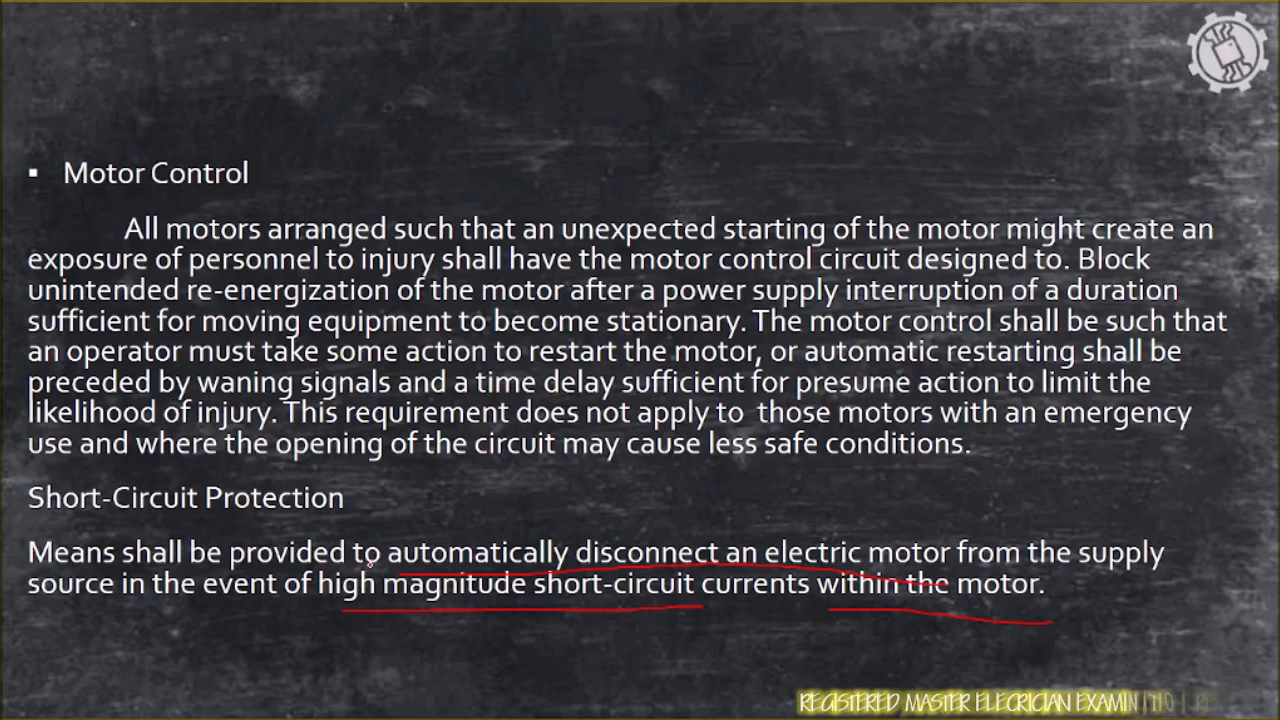 ▪ Motor Control
All motors arranged such that an unexpected starting of the motor might create an
exposure of personnel to injury shall have the motor control circuit designed to. Block
unintended re-energization of the motor after a power supply interruption of a duration
sufficient for moving equipment to become stationary. The motor control shall be such that
an operator must take some action to restart the motor, or automatic restarting shall be
preceded by waning signals and a time delay sufficient for presume action to limit the
likelihood of injury. This requirement does not apply to those motors with an emergency
use and where the opening of the circuit may cause less safe conditions.
Short-Circuit Protection
Means shall be provided to automatically disconnect an electric motor from the supply
source in the event of high magnitude short-circuit currents within the motor.
REGISTERED MASTER ELECRICIAN EXAMIN